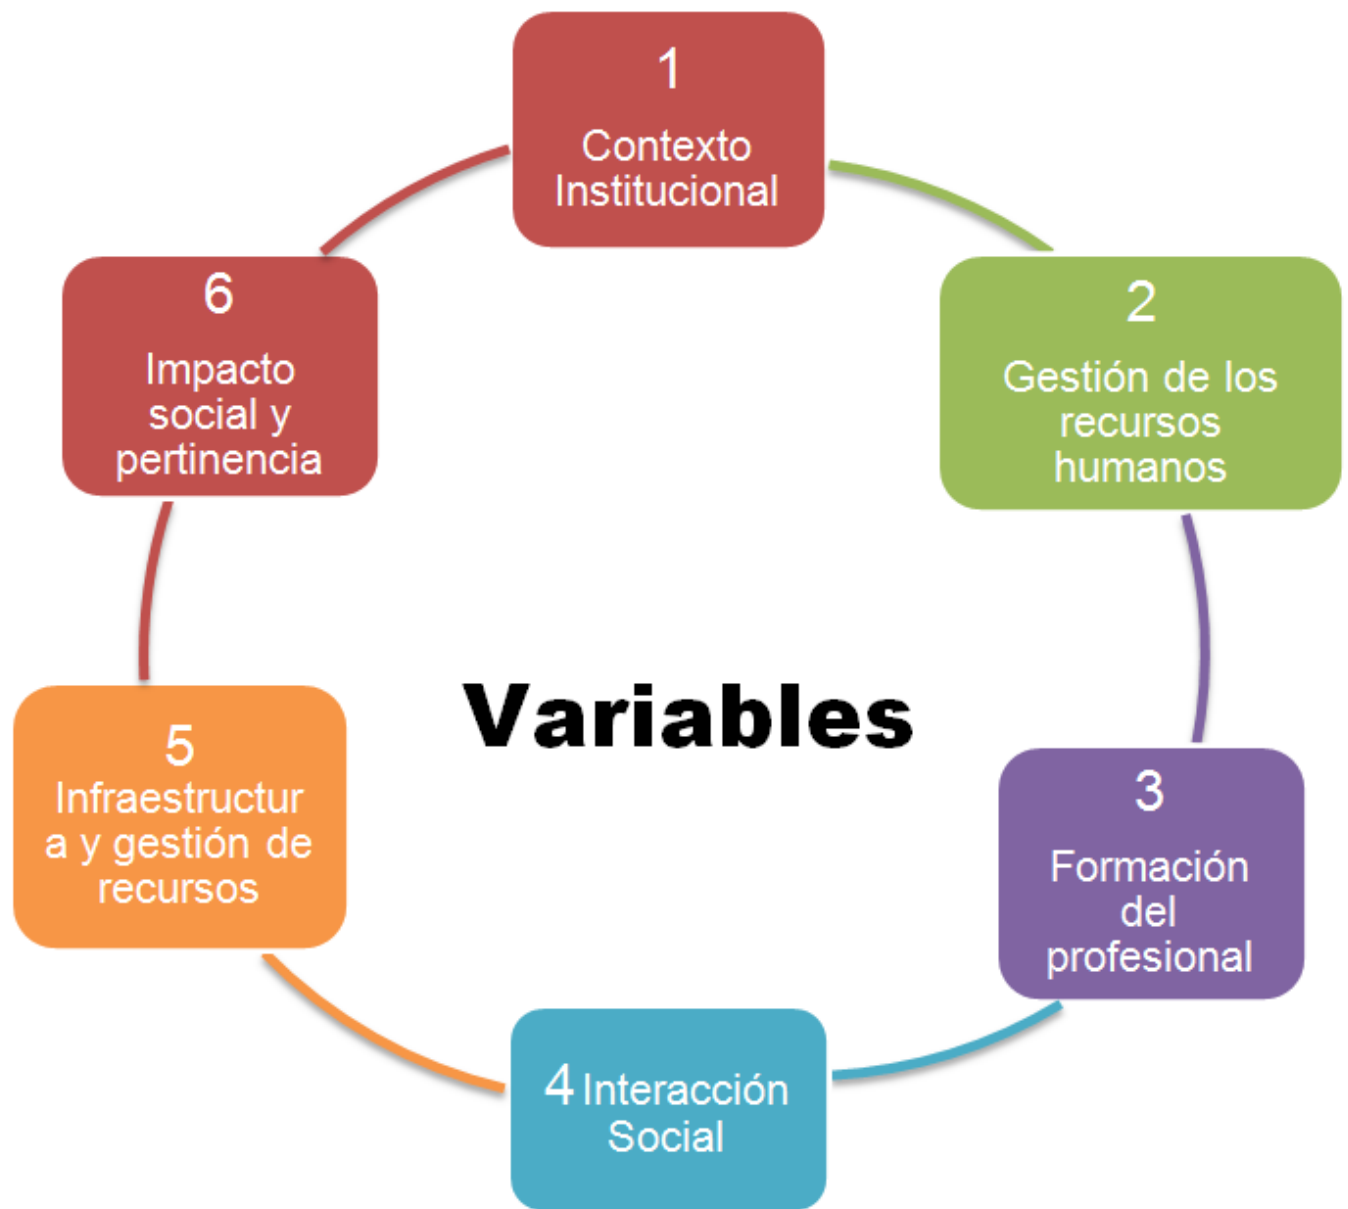 1
Contexto
Institucional
2
Gestión de los
recursos
humanos
3
Formación
del
profesional
4 Interacción
Social
5
Infraestructur
a y gestión de
recursos
6
Impacto
social y
pertinencia
Variables